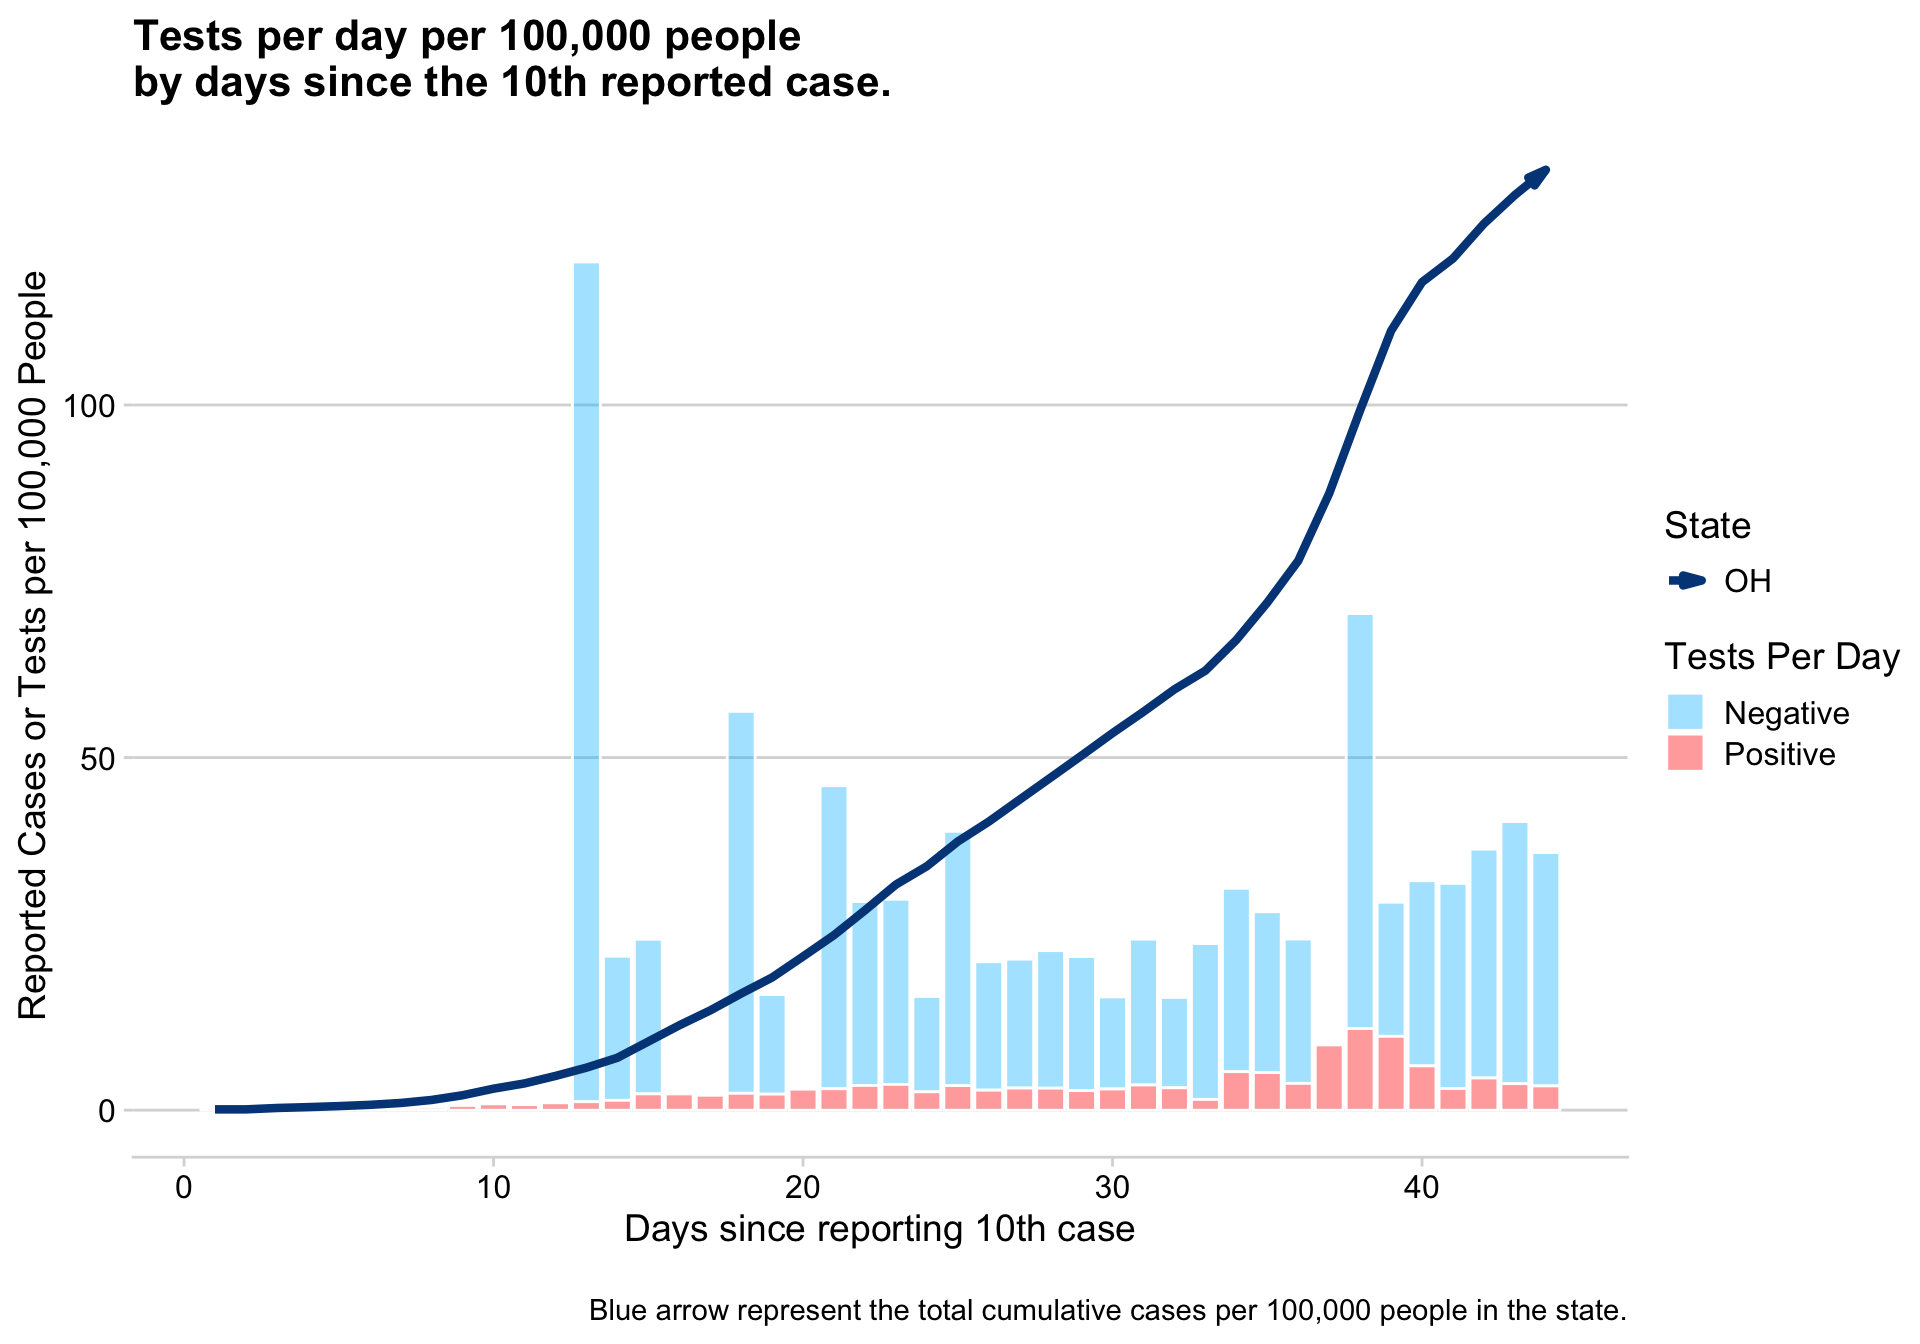 Tests per day per 100,000 people
by days since the 10th reported case.
Reported Cases or Tests per 100,000 People
100
50
0
0
10
20
30
40
Days since reporting 10th case
State
OH
Tests Per Day
Negative
Positive
Blue arrow represent the total cumulative cases per 100,000 people in the state.